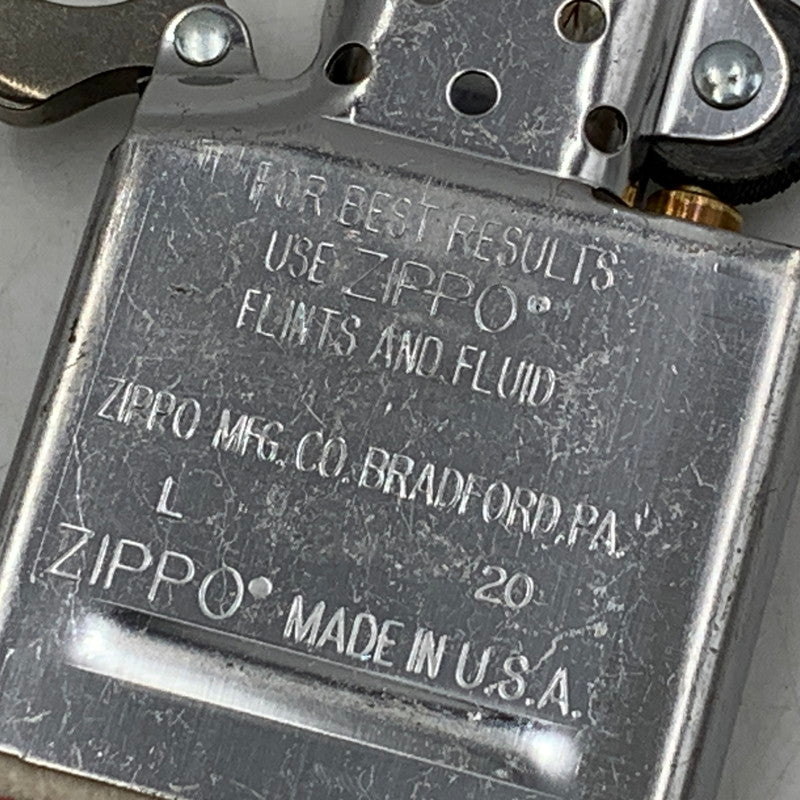 "FOR BEST RESULTS
USE ZIPPO®
FLINTS AND FLUID
ZIPPO MFG. CO. BRADFORD, PA."
L 20
ZIPPO® MADE IN U.S.A.